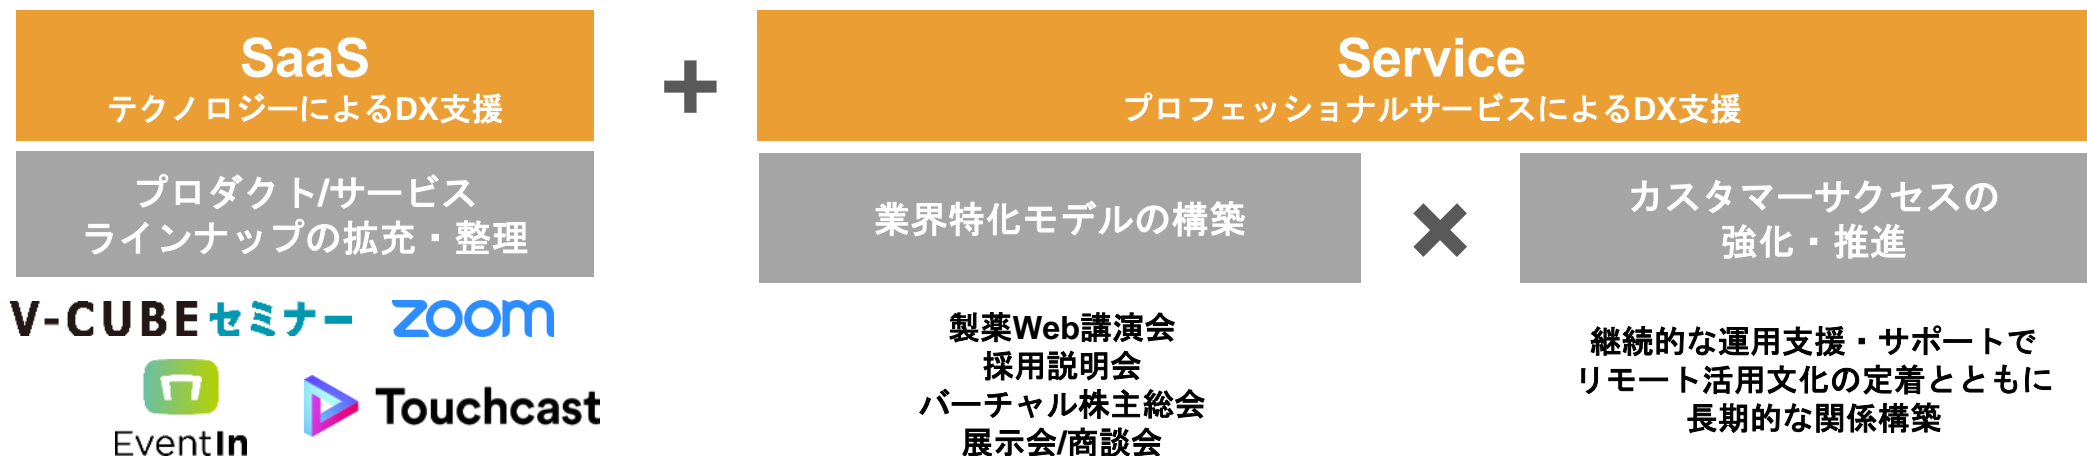 SaaS
テクノロジーによるDX支援
プロダクト/サービス
ラインナップの拡充・整理
V-CUBEセミナー
zoom
EventIn
Touchcast
+
Service
プロフェッショナルサービスによるDX支援
業界特化モデルの構築
製薬Web講演会
採用説明会
バーチャル株主総会
展示会/商談会
×
カスタマーサクセスの
強化・推進
継続的な運用支援・サポートで
リモート活用文化の定着とともに
長期的な関係構築